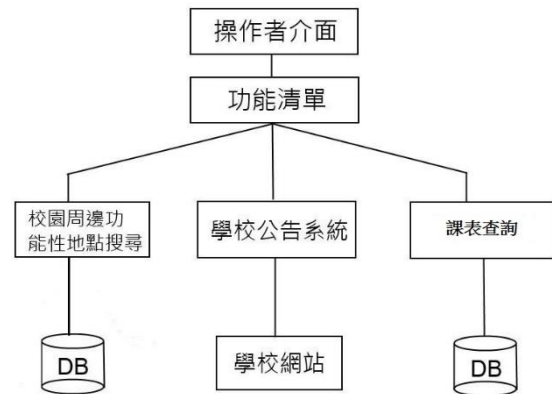 操作者介面
功能清單
校園周邊功
能性地點搜尋
學校公告系統
課表查詢
DB
學校網站
DB